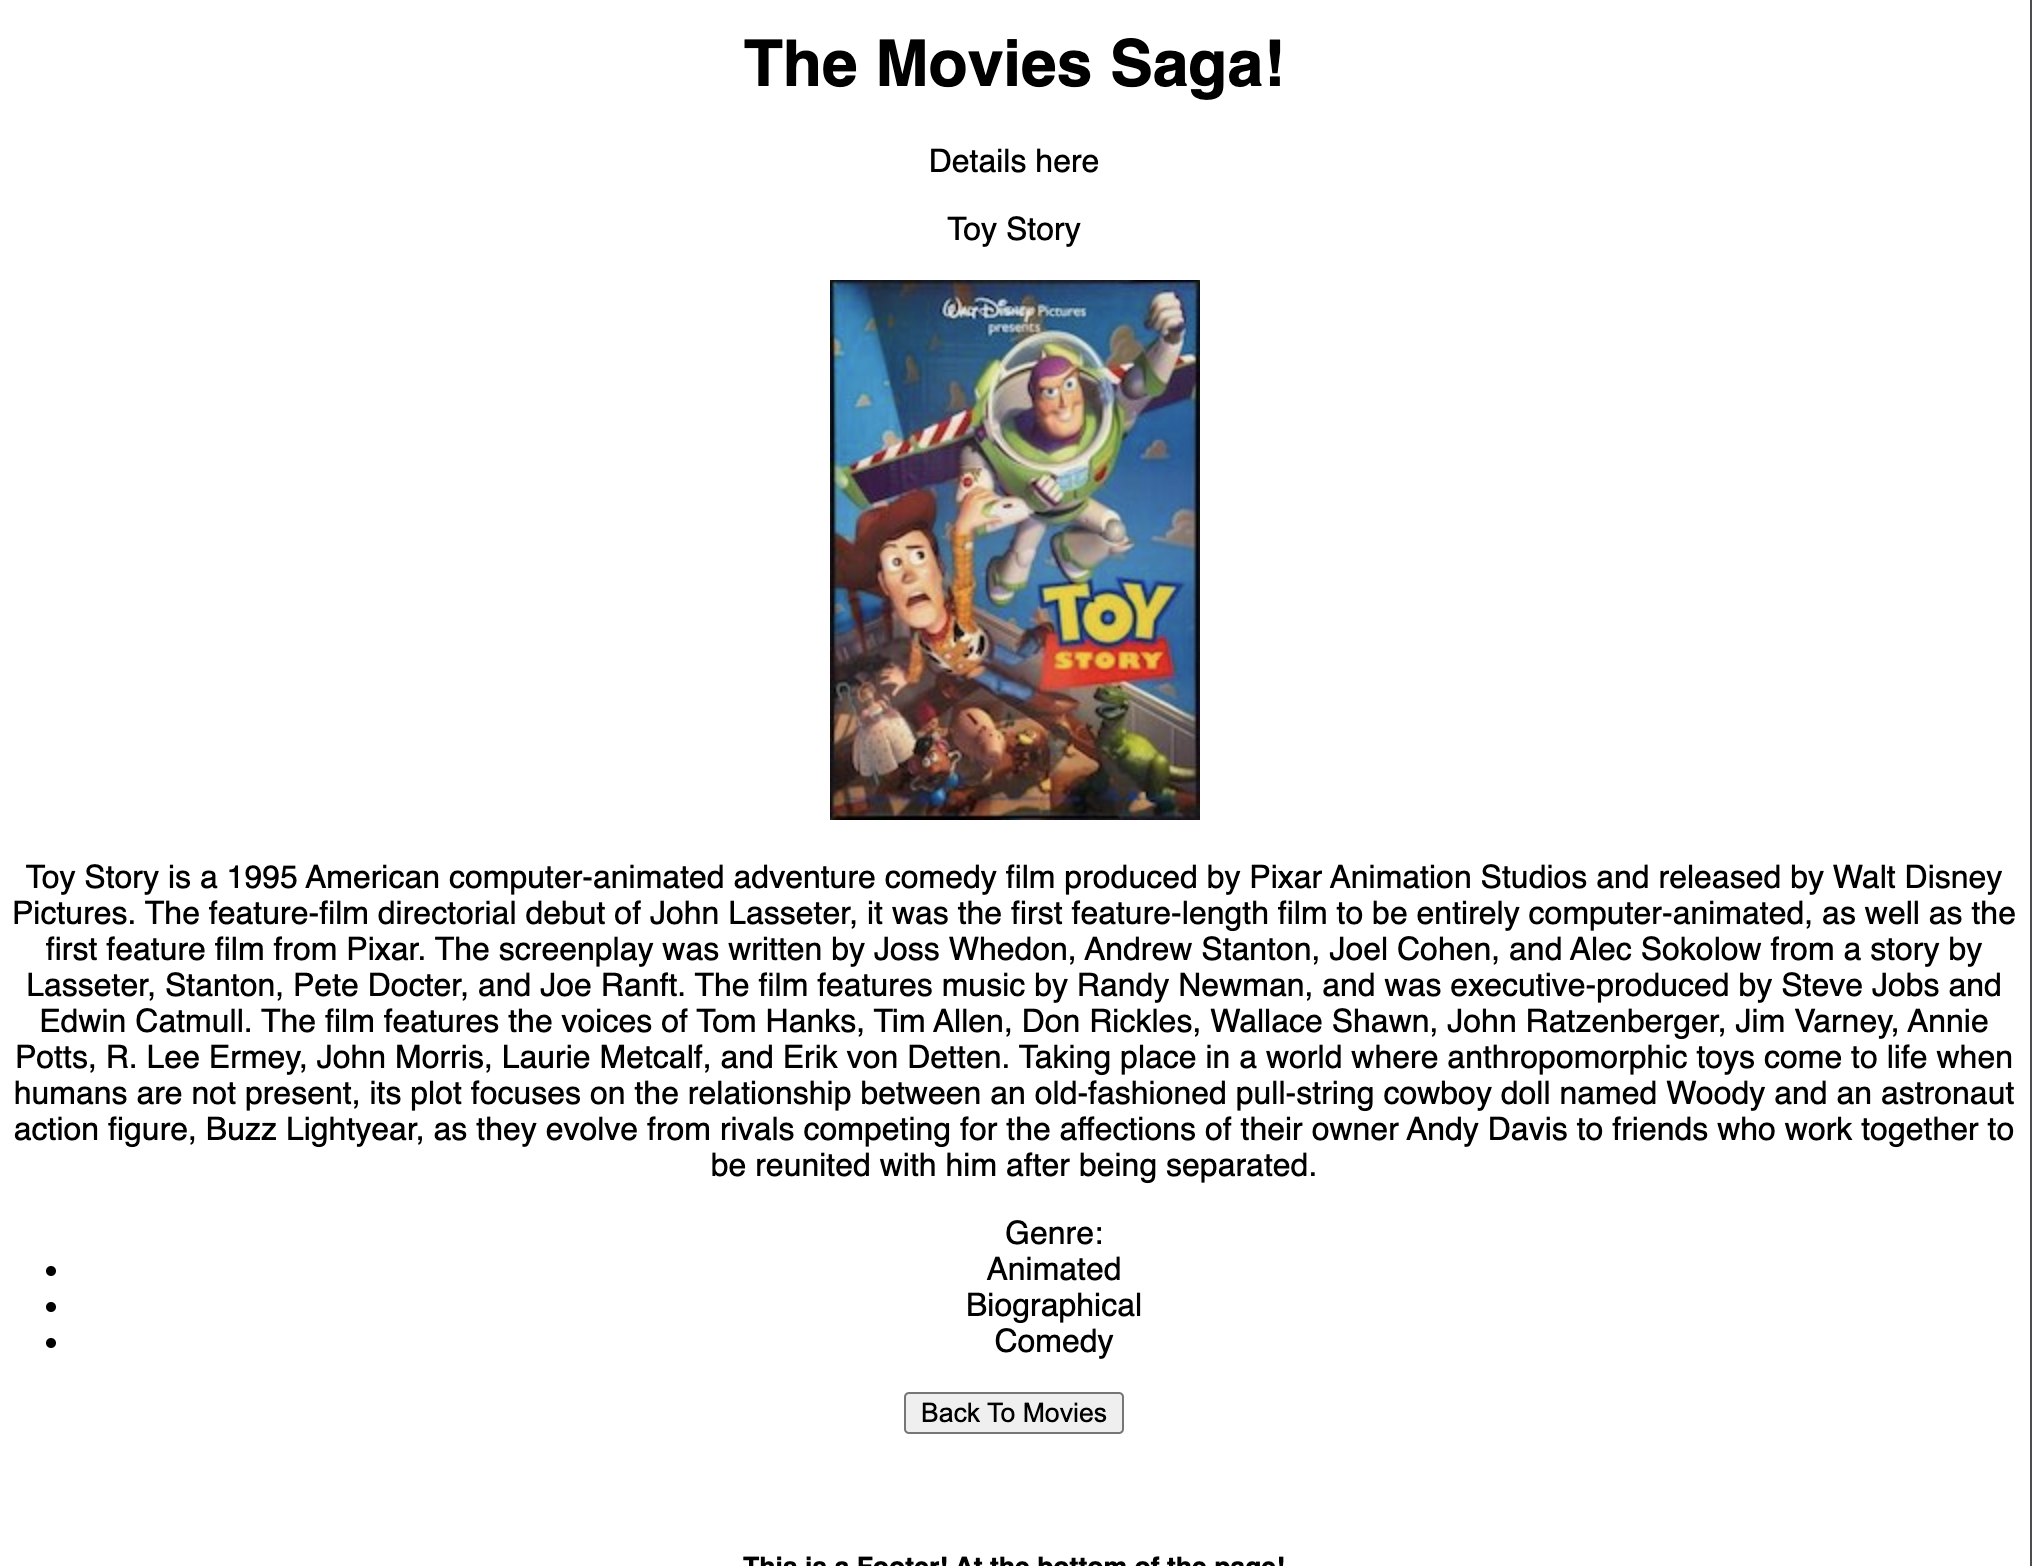 The Movies Saga!
Details here
Toy Story
Walt Disney Pictures
presents
TOY
STORY
Toy Story is a 1995 American computer-animated adventure comedy film produced by Pixar Animation Studios and released by Walt Disney
Pictures. The feature-film directorial debut of John Lasseter, it was the first feature-length film to be entirely computer-animated, as well as the
first feature film from Pixar. The screenplay was written by Joss Whedon, Andrew Stanton, Joel Cohen, and Alec Sokolow from a story by
Lasseter, Stanton, Pete Docter, and Joe Ranft. The film features music by Randy Newman, and was executive-produced by Steve Jobs and
Edwin Catmull. The film features the voices of Tom Hanks, Tim Allen, Don Rickles, Wallace Shawn, John Ratzenberger, Jim Varney, Annie
Potts, R. Lee Ermey, John Morris, Laurie Metcalf, and Erik von Detten. Taking place in a world where anthropomorphic toys come to life when
humans are not present, its plot focuses on the relationship between an old-fashioned pull-string cowboy doll named Woody and an astronaut
action figure, Buzz Lightyear, as they evolve from rivals competing for the affections of their owner Andy Davis to friends who work together to
be reunited with him after being separated.
Genre:
• Animated
• Biographical
• Comedy
Back To Movies
This is a Footer! At the bottom of the page!